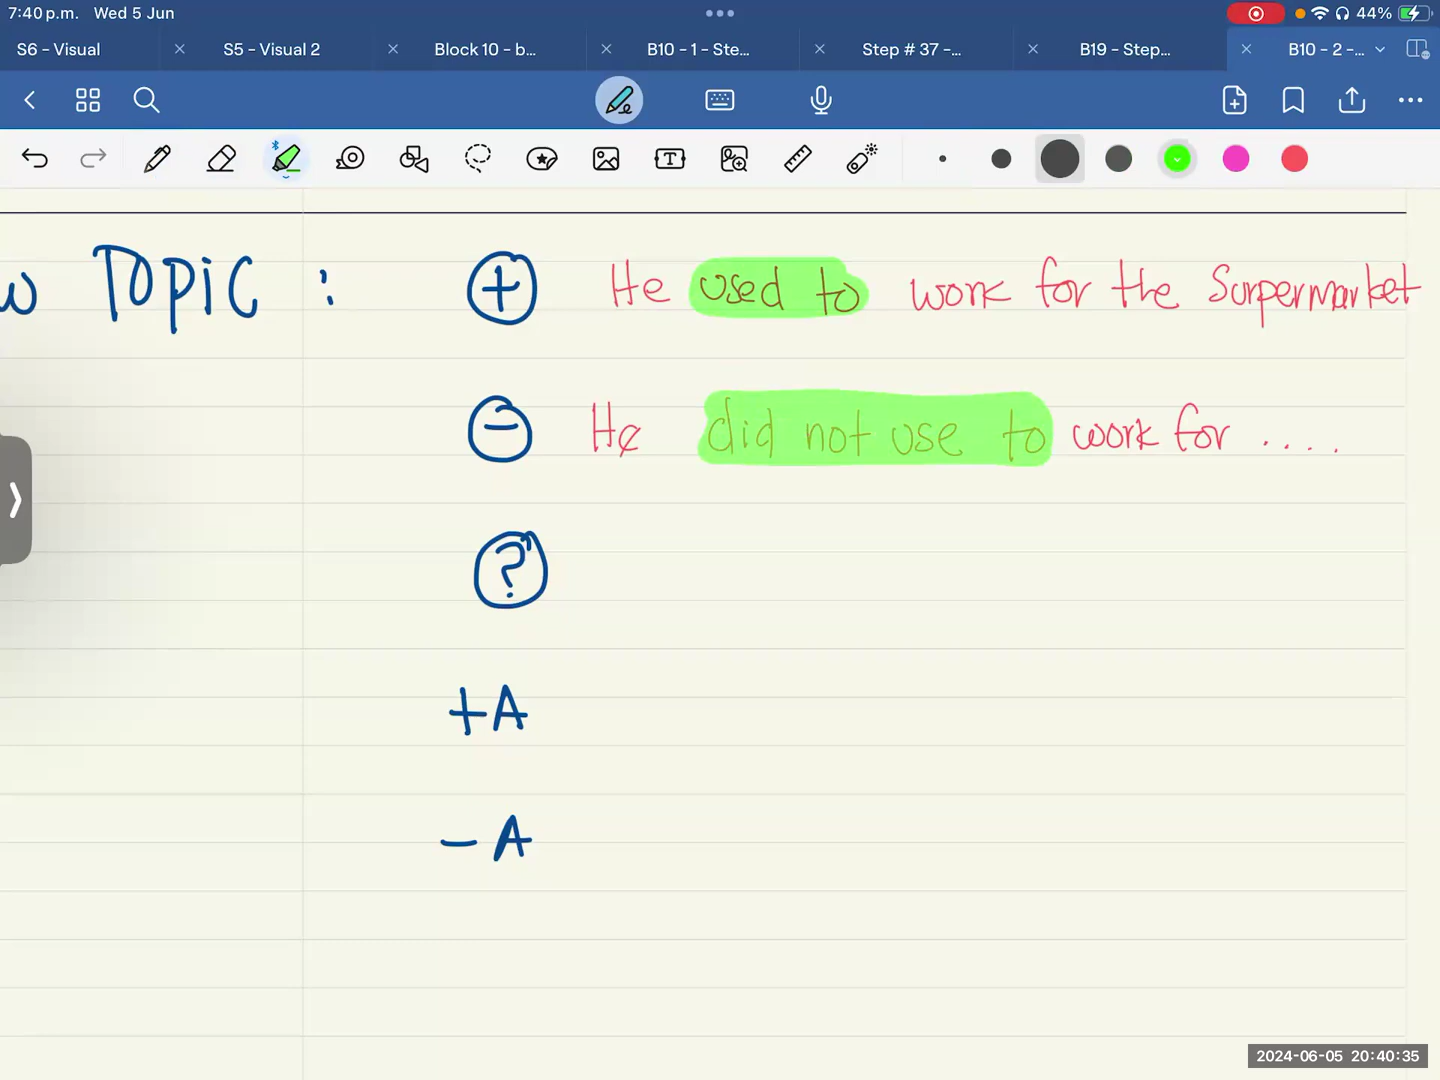 7:40 p.m. Wed 5 Jun
44%
S6 - Visual
S5 - Visual 2
Block 10 - b...
B10 - 1 - Ste...
Step # 37 -...
B19 - Step...
B10 - 2 -...
w Topic : + He used to work for the Surpermarket
- He did not use to work for ....
?
+A
-A
2024-06-05 20:40:35